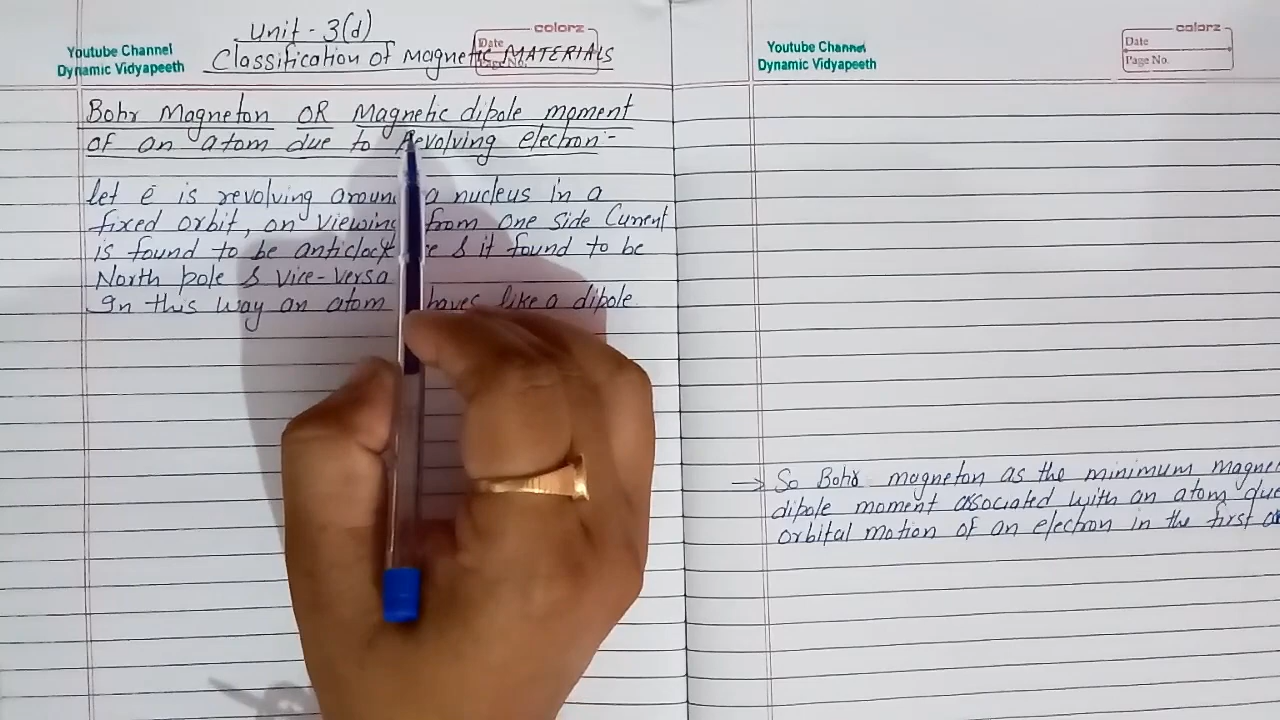 Unit - 3(d)
Classification of Magnetic MATERIALS
colorz
Date
Youtube Channel
Dynamic Vidyapeeth
Bohr Magneton OR Magnetic dipole moment
of an atom due to Revolving electron:-
let e is revolving aroun a nucleus in a
fixed orbit, on viewing from one side Current
is found to be anticlock e & it found to be
North pole & vice-versa
In this way an atom haves like a dipole
Youtube Channel
Dynamic Vidyapeeth
colorz
Date
Page No.
→ So Bohr magneton as the minimum magne
dipole moment associated with an atom due
orbital motion of an electron in the first